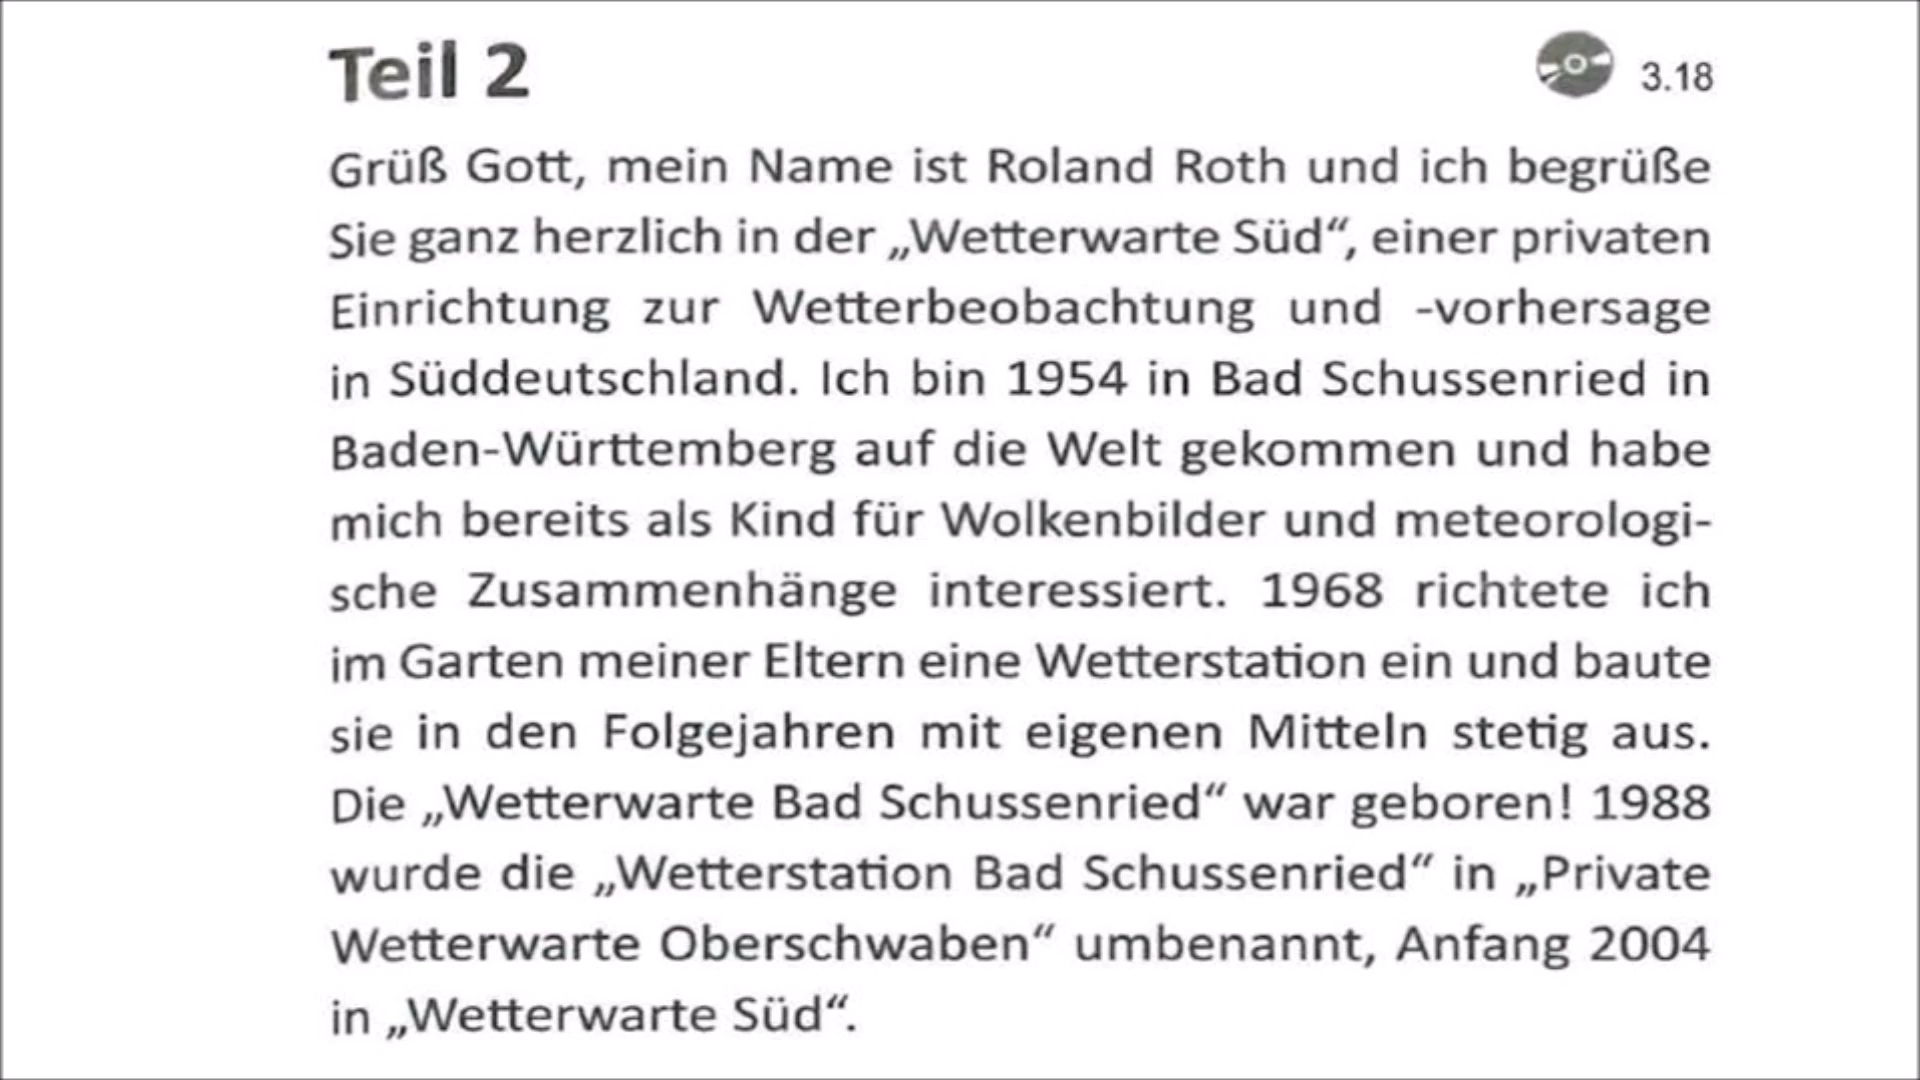 Teil 2
3.18
Grüß Gott, mein Name ist Roland Roth und ich begrüße
Sie ganz herzlich in der „Wetterwarte Süd“, einer privaten
Einrichtung zur Wetterbeobachtung und -vorhersage
in Süddeutschland. Ich bin 1954 in Bad Schussenried in
Baden-Württemberg auf die Welt gekommen und habe
mich bereits als Kind für Wolkenbilder und meteorologi-
sche Zusammenhänge interessiert. 1968 richtete ich
im Garten meiner Eltern eine Wetterstation ein und baute
sie in den Folgejahren mit eigenen Mitteln stetig aus.
Die „Wetterwarte Bad Schussenried“ war geboren! 1988
wurde die „Wetterstation Bad Schussenried“ in „Private
Wetterwarte Oberschwaben“ umbenannt, Anfang 2004
in „Wetterwarte Süd“.